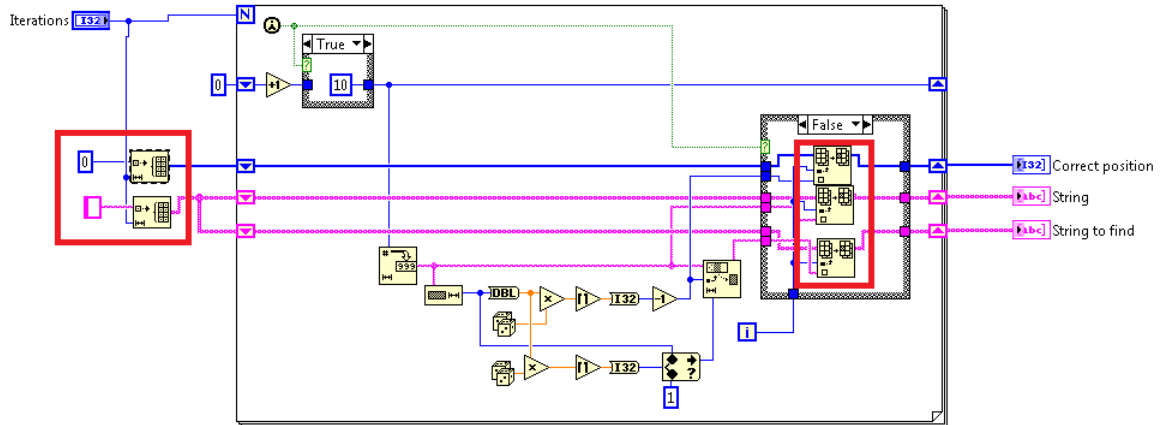 Iterations I32 N
True
?
0 +1 10
False
?
0 I32 Correct position
abc String
abc String to find
#
999
DBL × I32 -1
i
× I32 ?
1